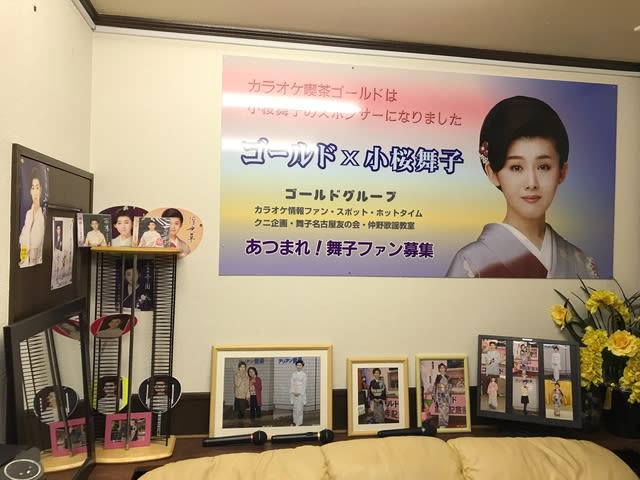 カラオケ喫茶ゴールドは
小桜舞子のスポンサーになりました
ゴールド×小桜舞子
ゴールドグループ
カラオケ情報ファン・スポット・ホットタイム
クニ企画・舞子名古屋友の会・仲野歌謡教室
あつまれ！舞子ファン募集